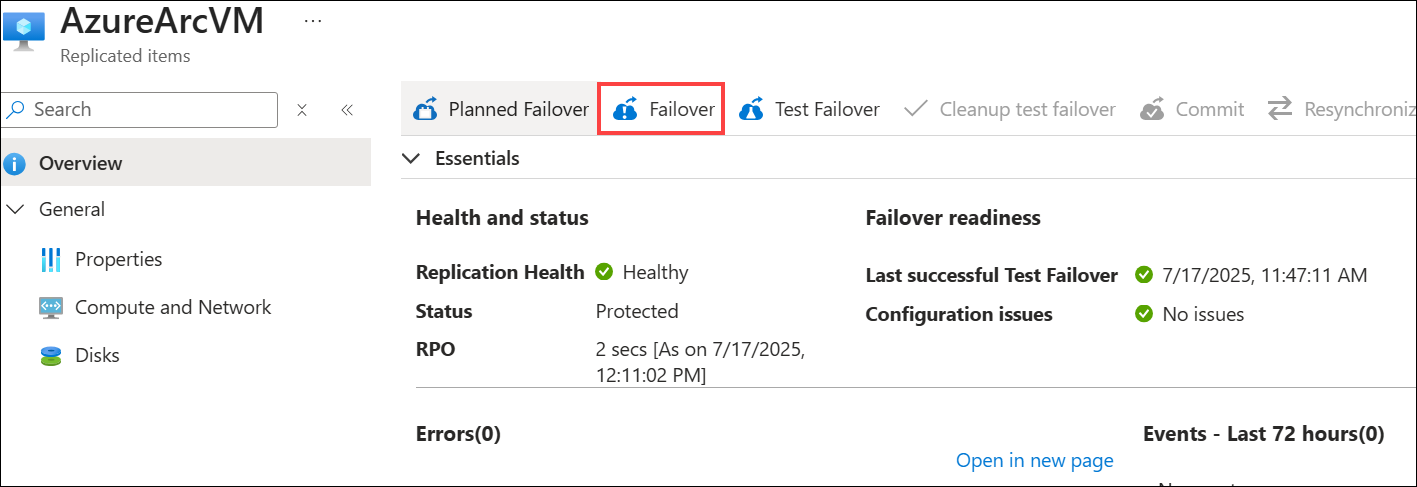 AzureArcVM ...
Replicated items
Search
Planned Failover Failover Test Failover Cleanup test failover Commit
Overview
Essentials
General
Health and status Failover readiness
Properties
Replication Health Healthy Last successful Test Failover 7/17/2025, 11:47:11 AM
Compute and Network
Status Protected Configuration issues No issues
Disks
RPO 2 secs [As on 7/17/2025,
12:11:02 PM]
Errors(0) Events - Last 72 hours(0)
Open in new page